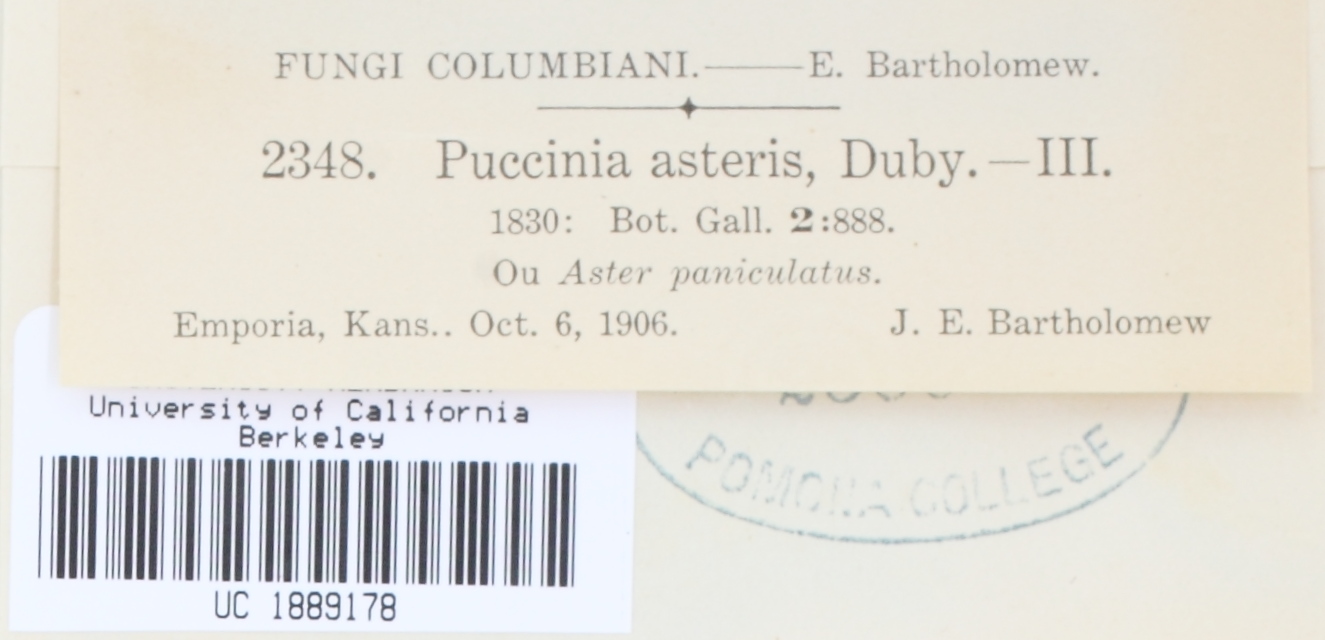 FUNGI COLUMBIANI.——E. Bartholomew.
2348. Puccinia asteris, Duby.—III.
1830: Bot. Gall. 2:888.
Ou Aster paniculatus.
Emporia, Kans.. Oct. 6, 1906. J. E. Bartholomew
University of California
Berkeley
UC 1889178
POMONA COLLEGE